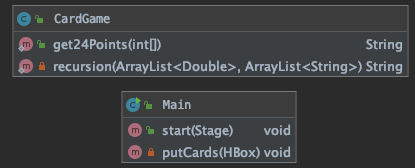 CardGame
get24Points(int[]) String
recursion(ArrayList<Double>, ArrayList<String>) String
Main
start(Stage) void
putCards(HBox) void